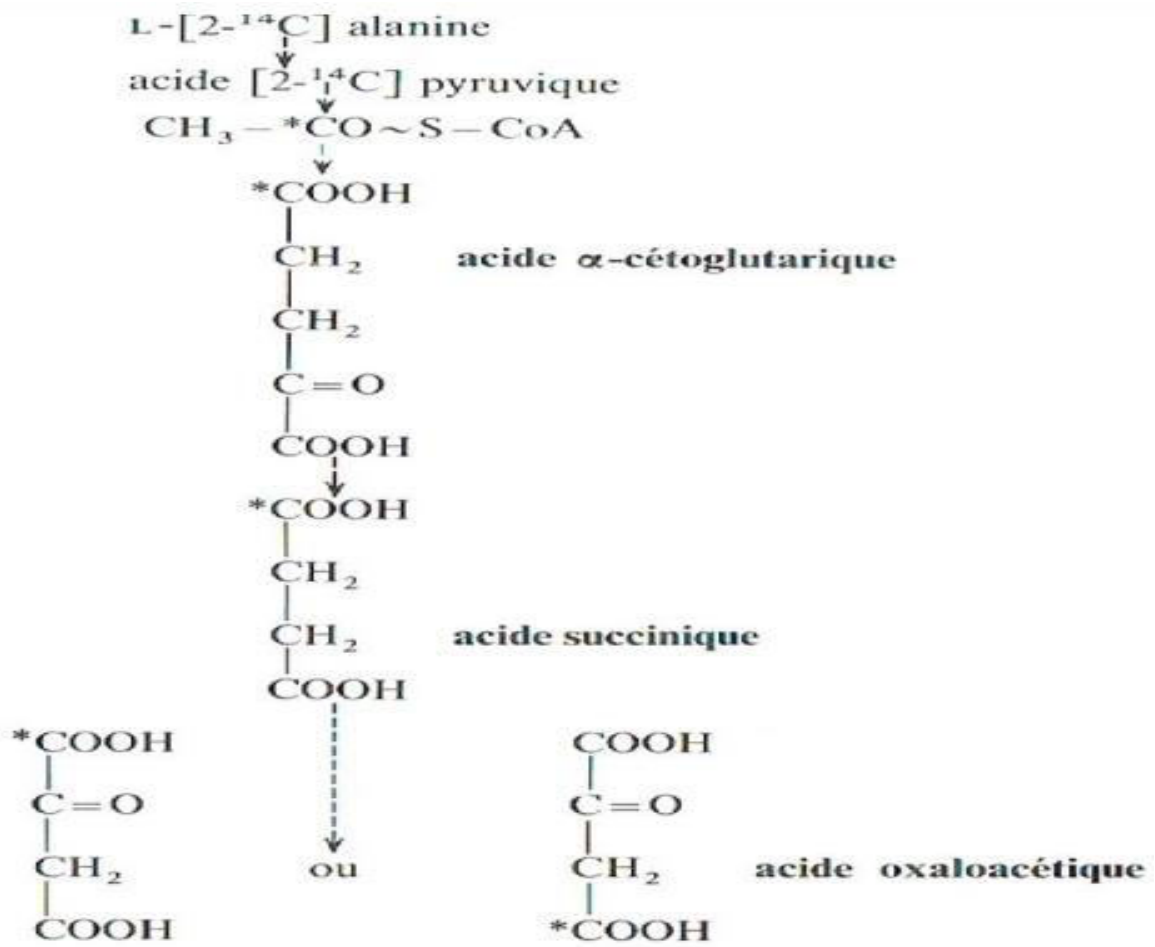 L-[2-¹⁴C] alanine
acide [2-¹⁴C] pyruvique
CH₃ – *CO ~ S – CoA
*COOH
CH₂ acide α-cétoglutarique
CH₂
C=O
COOH
*COOH
CH₂
CH₂ acide succinique
COOH
*COOH COOH
C=O C=O
CH₂ ou CH₂ acide oxaloacétique
COOH *COOH